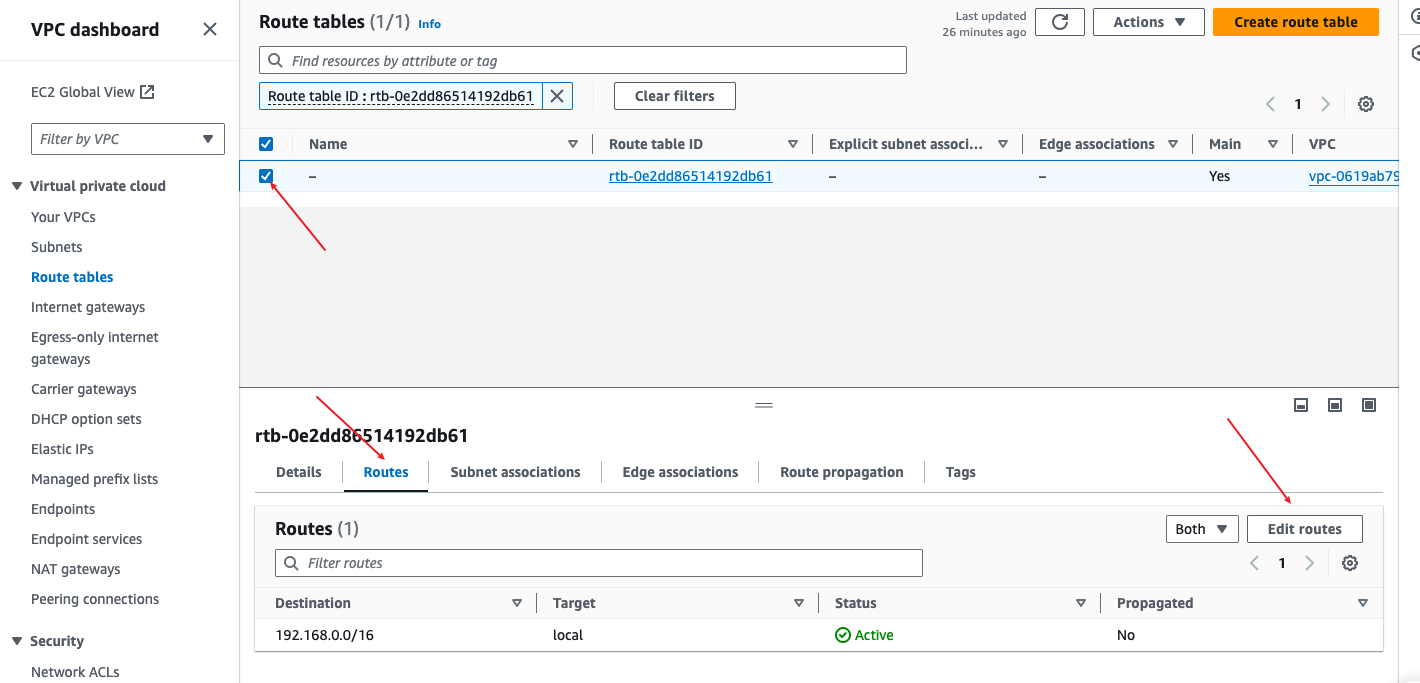 VPC dashboard
EC2 Global View
Filter by VPC
Virtual private cloud
Your VPCs
Subnets
Route tables
Internet gateways
Egress-only internet
gateways
Carrier gateways
DHCP option sets
Elastic IPs
Managed prefix lists
Endpoints
Endpoint services
NAT gateways
Peering connections
Security
Network ACLs
Route tables (1/1) Info
Last updated
26 minutes ago
Actions
Create route table
Find resources by attribute or tag
Route table ID : rtb-0e2dd86514192db61
Clear filters
1
Name Route table ID Explicit subnet associ... Edge associations Main VPC
– rtb-0e2dd86514192db61 – – Yes vpc-0619ab79
rtb-0e2dd86514192db61
Details Routes Subnet associations Edge associations Route propagation Tags
Routes (1)
Both
Edit routes
Filter routes
1
Destination Target Status Propagated
192.168.0.0/16 local Active No